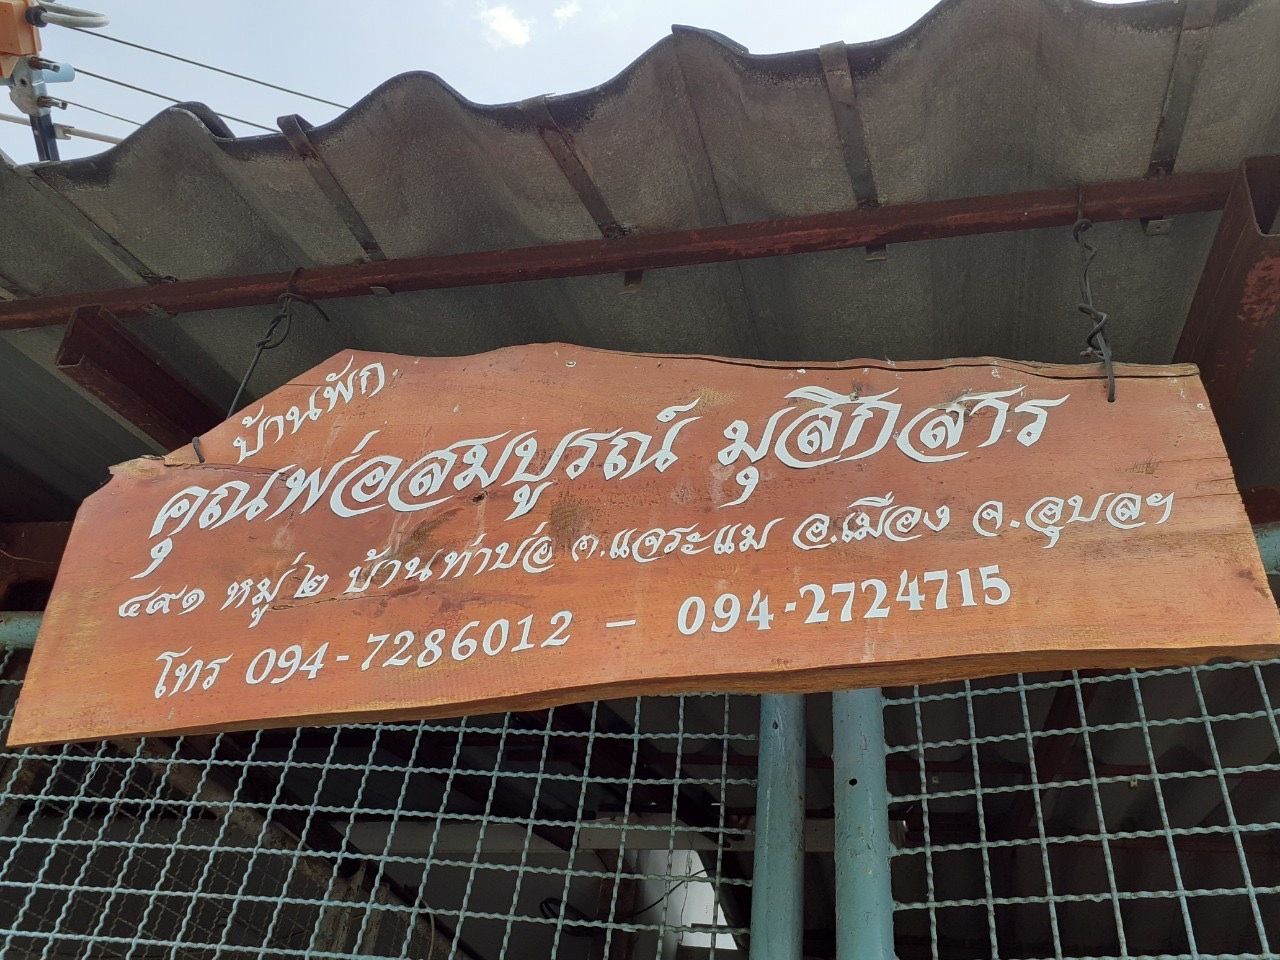 บ้านพัก
คุณพ่อสมบูรณ์ มุสิกสาร
๔๙๑ หมู่ ๒ บ้านท่าบ่อ ต.แจระแม อ.เมือง จ.อุบลฯ
โทร 094-7286012 - 094-2724715